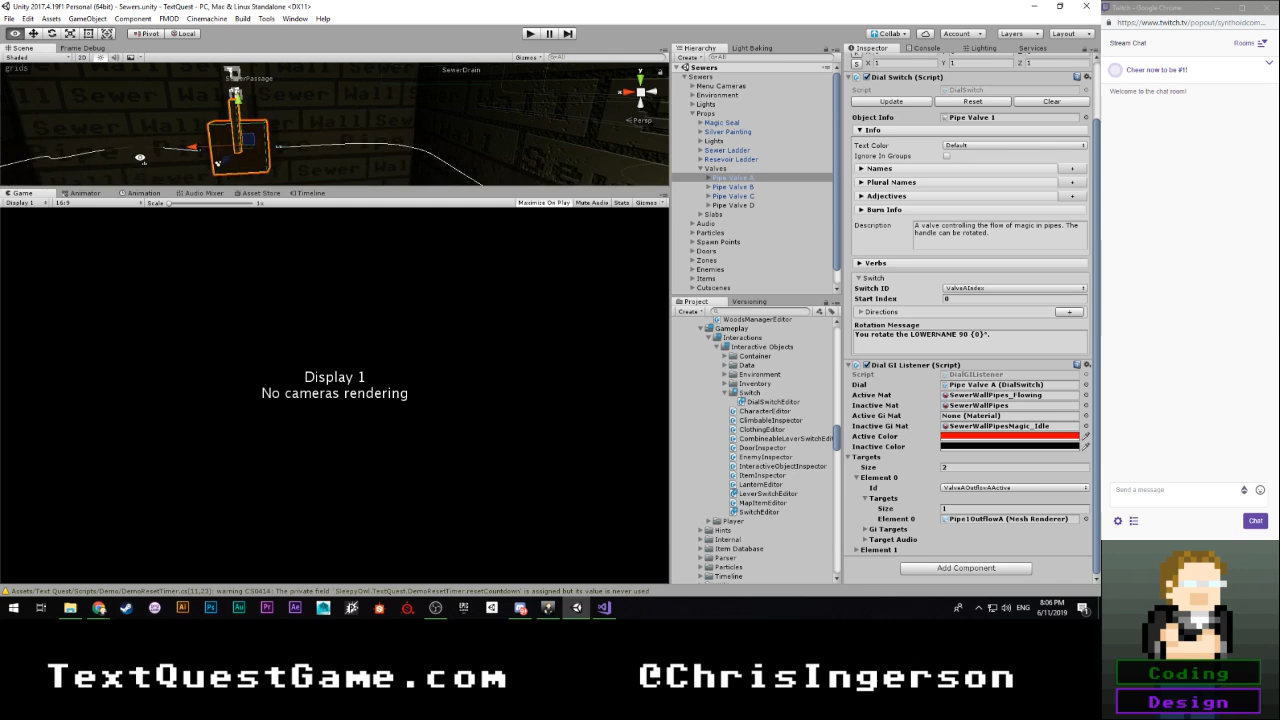 Unity 2017.4.19f1 Personal (64bit) - Sewers.unity - TextQuest - PC, Mac & Linux Standalone <DX11>
File Edit Assets GameObject Component FMOD Cinemachine Build Tools Window Help
Pivot Local
Collab Account Layers Layout
Scene Frame Debug
Shaded 2D Gizmos All
grids
SewerPassage
SewerDrain
y
x
Persp
Game Animator Animation Audio Mixer Asset Store Timeline
Display 1 16:9 Scale 1x Maximize On Play Mute Audio Stats Gizmos
Display 1
No cameras rendering
Hierarchy Light Baking
Create All
Sewers
Sewers
Menu Cameras
Environment
Lights
Props
Magic Seal
Silver Painting
Lights
Sewer Ladder
Resevoir Ladder
Valves
Pipe Valve A
Pipe Valve B
Pipe Valve C
Pipe Valve D
Slabs
Audio
Particles
Spawn Points
Doors
Zones
Enemies
Items
Cutscenes
Project Versioning
Create
WoodsManagerEditor
Gameplay
Interactions
Interactive Objects
Container
Data
Environment
Inventory
Switch
DialSwitchEditor
CharacterEditor
ClimbableInspector
ClothingEditor
CombineableLeverSwitchEdit
DoorInspector
EnemyInspector
InteractiveObjectInspector
ItemInspector
LanternEditor
LeverSwitchEditor
MapItemEditor
SwitchEditor
Player
Hints
Internal
Item Database
Parser
Particles
Timeline
Inspector Console Lighting Services
S X 1 Y 1 Z 1
Dial Switch (Script)
Script DialSwitch
Update Reset Clear
Object Info Pipe Valve 1
Info
Text Color Default
Ignore In Groups
Names +
Plural Names +
Adjectives +
Burn Info
Description A valve controlling the flow of magic in pipes. The
handle can be rotated.
Verbs
Switch
Switch ID ValveAIndex
Start Index 0
Directions +
Rotation Message
You rotate the LOWERNAME 90 {0}°.
Dial GI Listener (Script)
Script DialGIListener
Dial Pipe Valve A (DialSwitch)
Active Mat SewerWallPipes_Flowing
Inactive Mat SewerWallPipes
Active Gi Mat None (Material)
Inactive Gi Mat SewerWallPipesMagic_Idle
Active Color
Inactive Color
Targets
Size 2
Element 0
Id ValveAOutflowAActive
Targets
Size 1
Element 0 Pipe1OutflowA (Mesh Renderer)
Gi Targets
Target Audio
Element 1
Add Component
Assets/Text Quest/Scripts/Demo/DemoResetTimer.cs(11,23): warning CS0414: The private field `SleepyOwl.TextQuest.DemoResetTimer.resetCountdown' is assigned but its value is never used
ENG 8:06 PM
6/11/2019
Twitch - Google Chrome
https://www.twitch.tv/popout/synthoidcom...
Stream Chat Rooms
Cheer now to be #1!
Welcome to the chat room!
Send a message
Chat
TextQuestGame.com @ChrisIngerson
Coding
Design